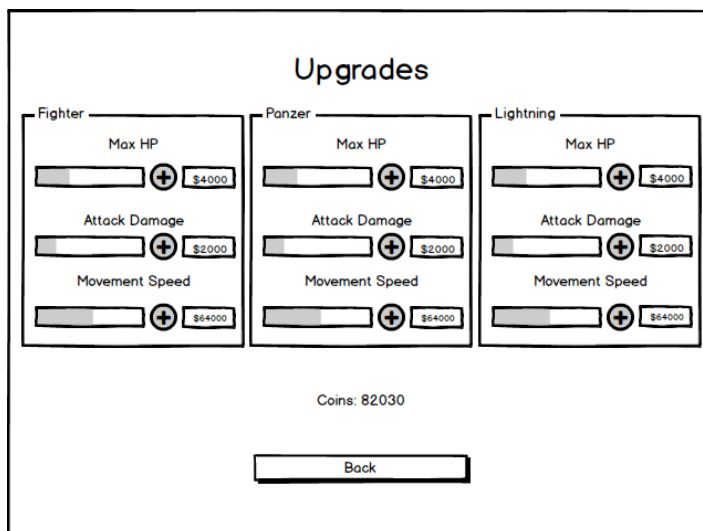 Upgrades
Fighter
Max HP
$4000
Attack Damage
$2000
Movement Speed
$64000
Panzer
Max HP
$4000
Attack Damage
$2000
Movement Speed
$64000
Lightning
Max HP
$4000
Attack Damage
$2000
Movement Speed
$64000
Coins: 82030
Back